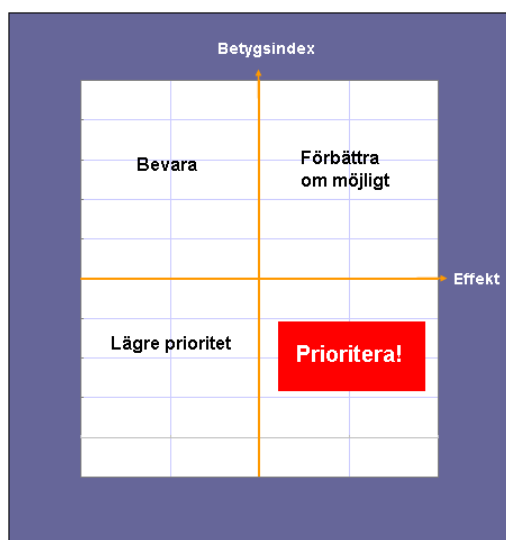 Betygsindex
Bevara
Förbättra
om möjligt
Effekt
Lägre prioritet
Prioritera!